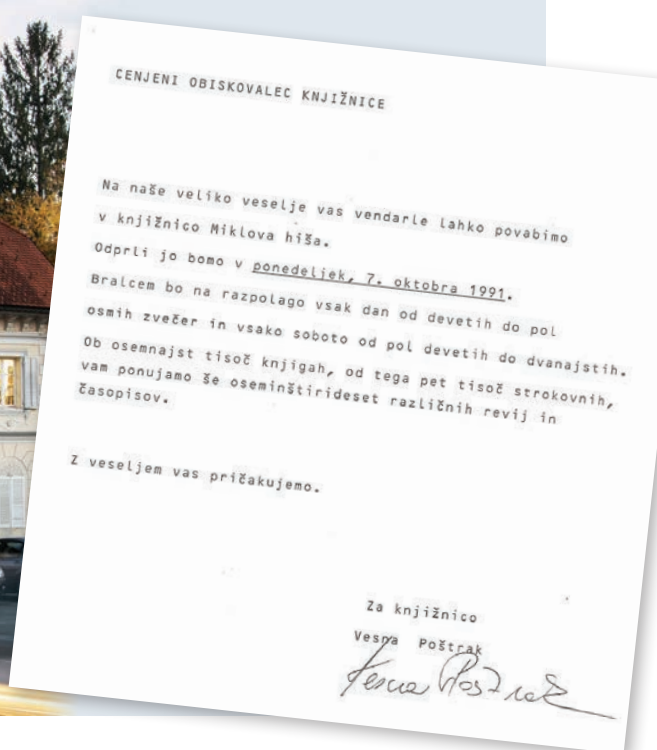 CENJENI OBISKOVALEC KNJIŽNICE
Na naše veliko veselje vas vendarle lahko povabimo
v knjižnico Miklova hiša.
Odprli jo bomo v ponedeljek, 7. oktobra 1991.
Bralcem bo na razpolago vsak dan od devetih do pol
osmih zvečer in vsako soboto od pol devetih do dvanajstih.
Ob osemnajst tisoč knjigah, od tega pet tisoč strokovnih,
vam ponujamo še oseminštirideset različnih revij in
časopisov.
Z veseljem vas pričakujemo.
Za knjižnico
Vesna Poštrak
Vesna Poštrak